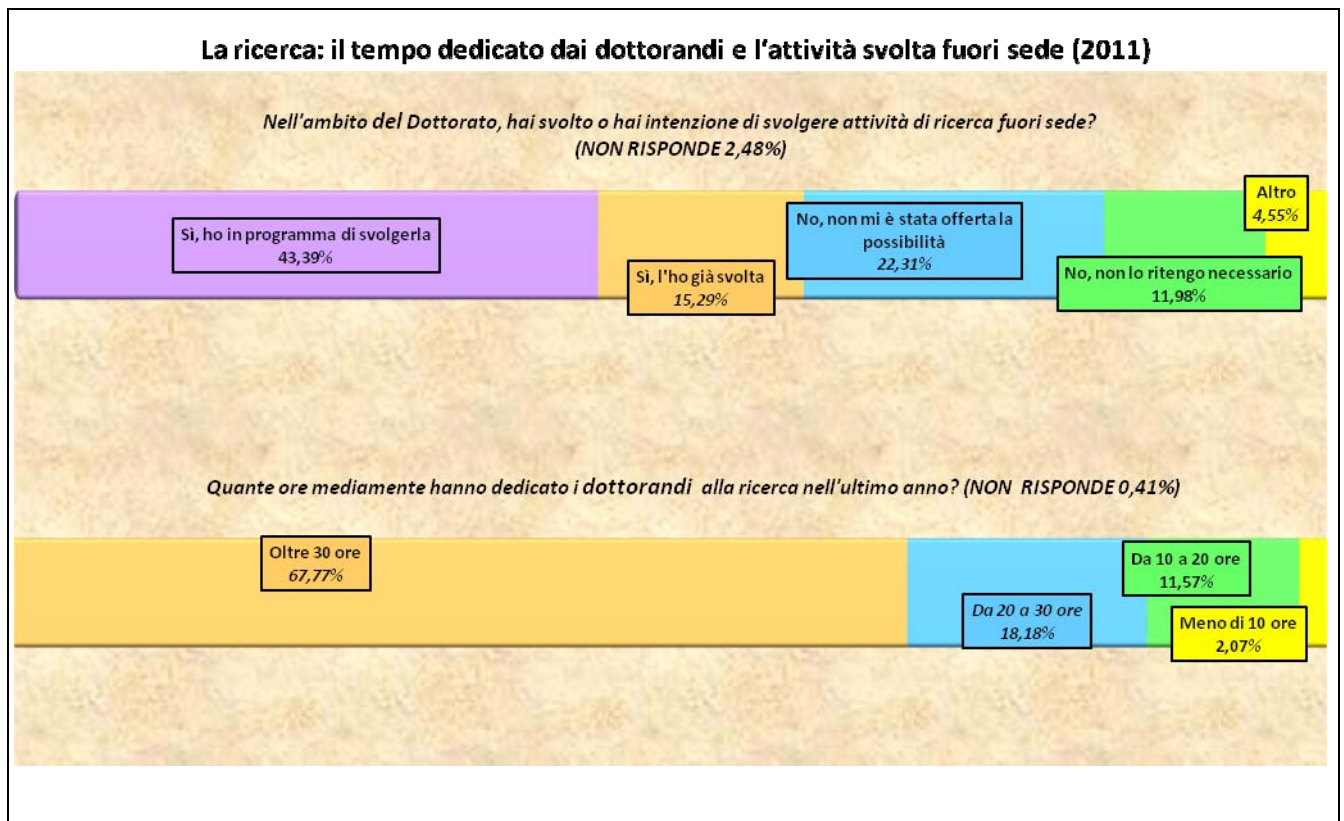 La ricerca: il tempo dedicato dai dottorandi e l'attività svolta fuori sede (2011)
Nell'ambito del Dottorato, hai svolto o hai intenzione di svolgere attività di ricerca fuori sede?
(NON RISPONDE 2,48%)
Sì, ho in programma di svolgerla
43,39%
Sì, l'ho già svolta
15,29%
No, non mi è stata offerta la
possibilità
22,31%
No, non lo ritengo necessario
11,98%
Altro
4,55%
Quante ore mediamente hanno dedicato i dottorandi alla ricerca nell'ultimo anno? (NON RISPONDE 0,41%)
Oltre 30 ore
67,77%
Da 20 a 30 ore
18,18%
Da 10 a 20 ore
11,57%
Meno di 10 ore
2,07%